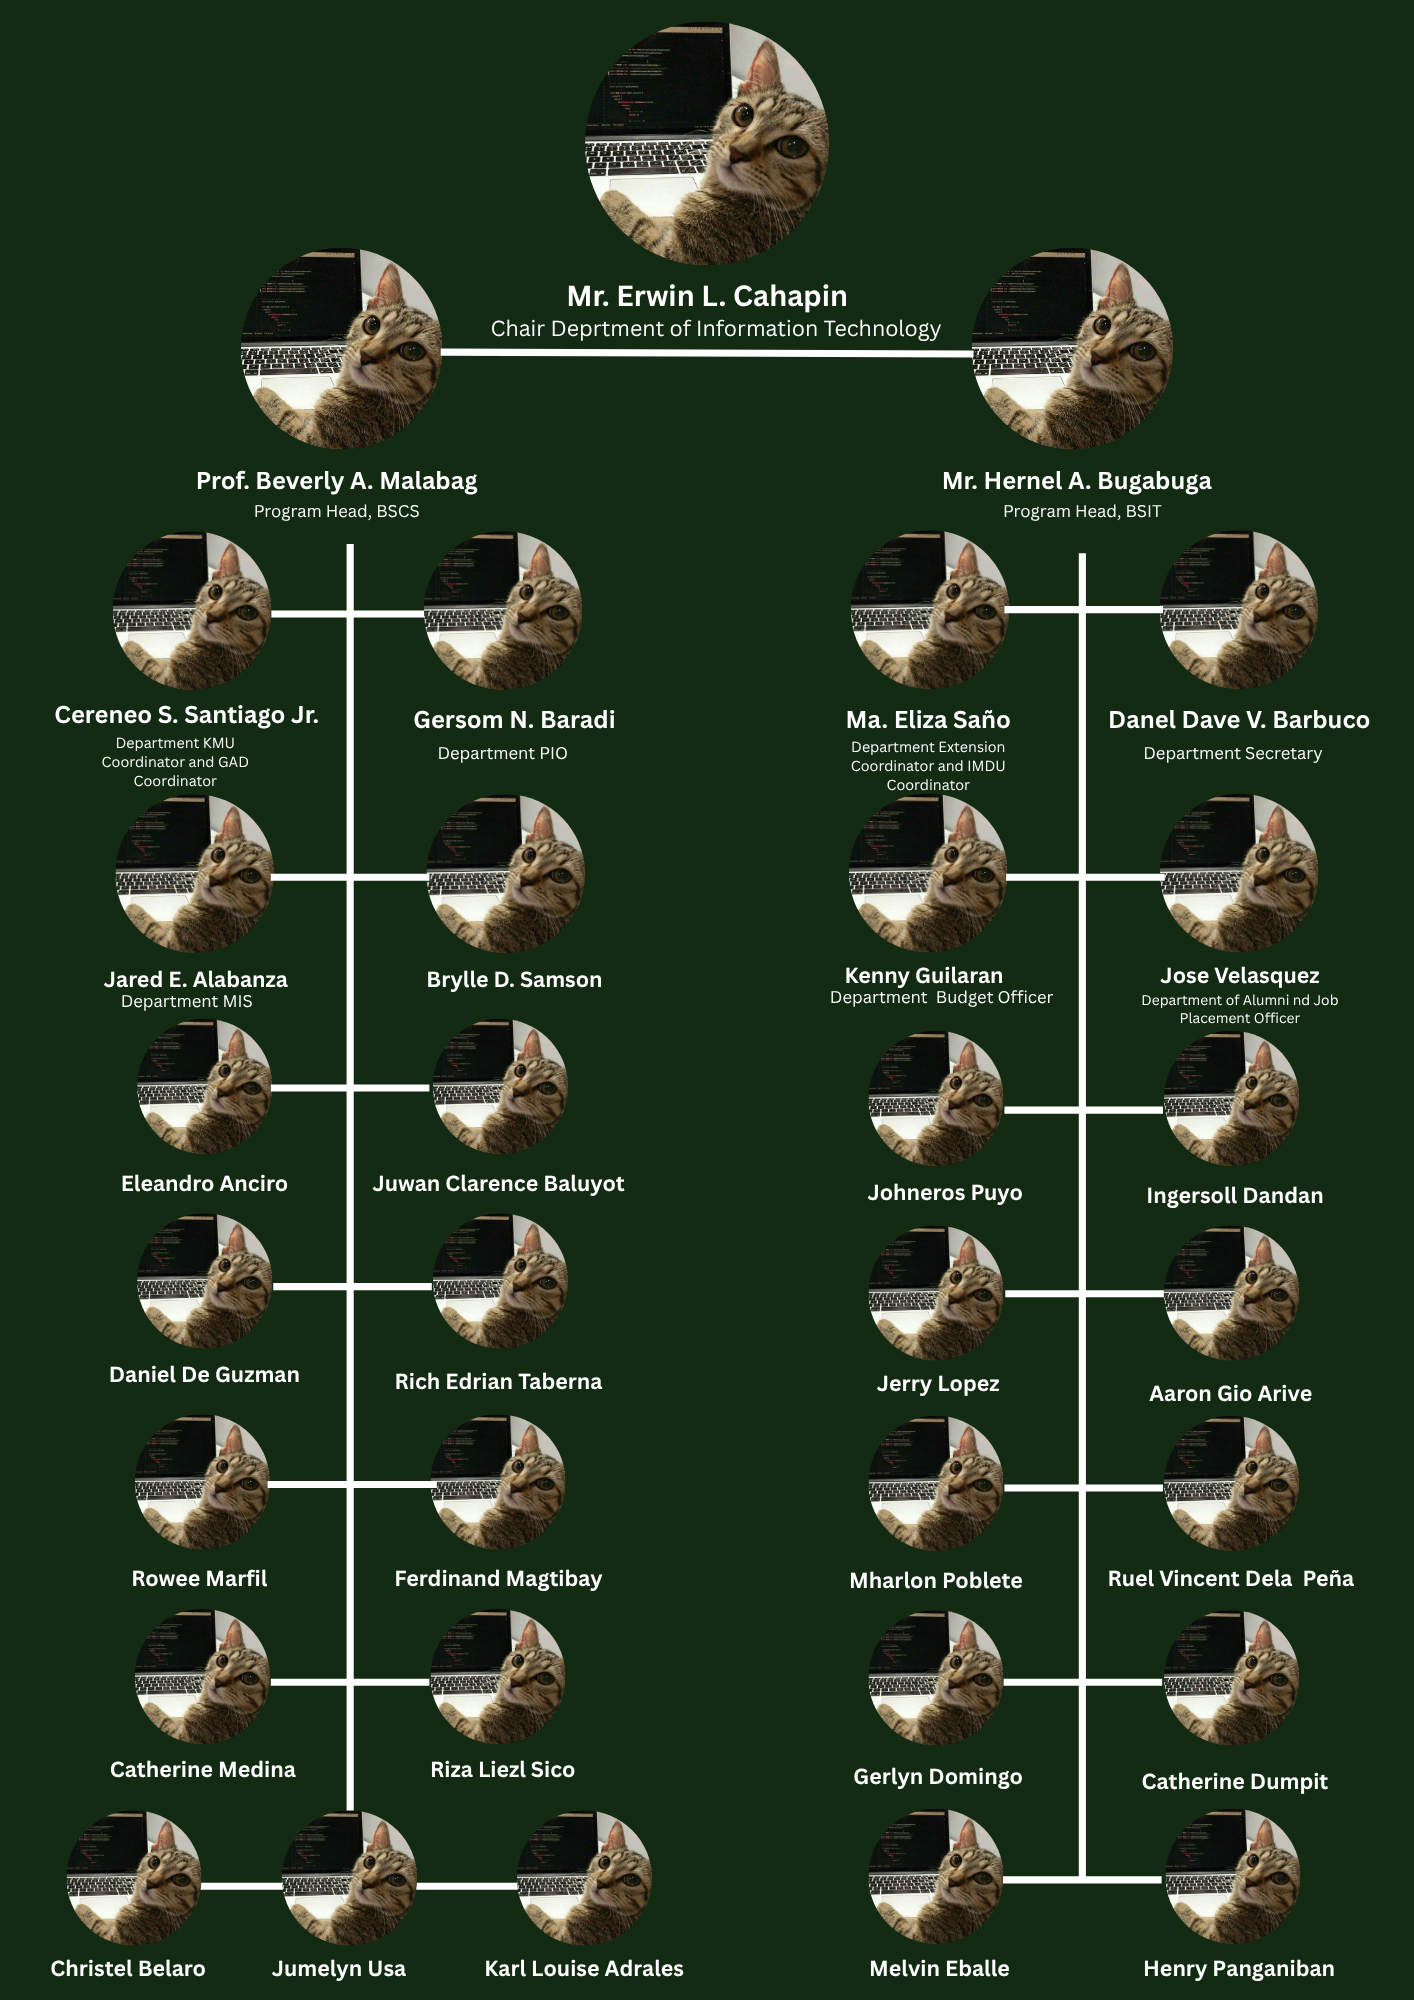 Mr. Erwin L. Cahapin
Chair Deprtment of Information Technology
Prof. Beverly A. Malabag
Program Head, BSCS
Mr. Hernel A. Bugabuga
Program Head, BSIT
Cereneo S. Santiago Jr.
Department KMU
Coordinator and GAD
Coordinator
Gersom N. Baradi
Department PIO
Ma. Eliza Saño
Department Extension
Coordinator and IMDU
Coordinator
Danel Dave V. Barbuco
Department Secretary
Jared E. Alabanza
Department MIS
Brylle D. Samson
Kenny Guilaran
Department  Budget Officer
Jose Velasquez
Department of Alumni nd Job
Placement Officer
Eleandro Anciro
Juwan Clarence Baluyot
Johneros Puyo
Ingersoll Dandan
Daniel De Guzman
Rich Edrian Taberna
Jerry Lopez
Aaron Gio Arive
Rowee Marfil
Ferdinand Magtibay
Mharlon Poblete
Ruel Vincent Dela  Peña
Catherine Medina
Riza Liezl Sico
Gerlyn Domingo
Catherine Dumpit
Christel Belaro
Jumelyn Usa
Karl Louise Adrales
Melvin Eballe
Henry Panganiban